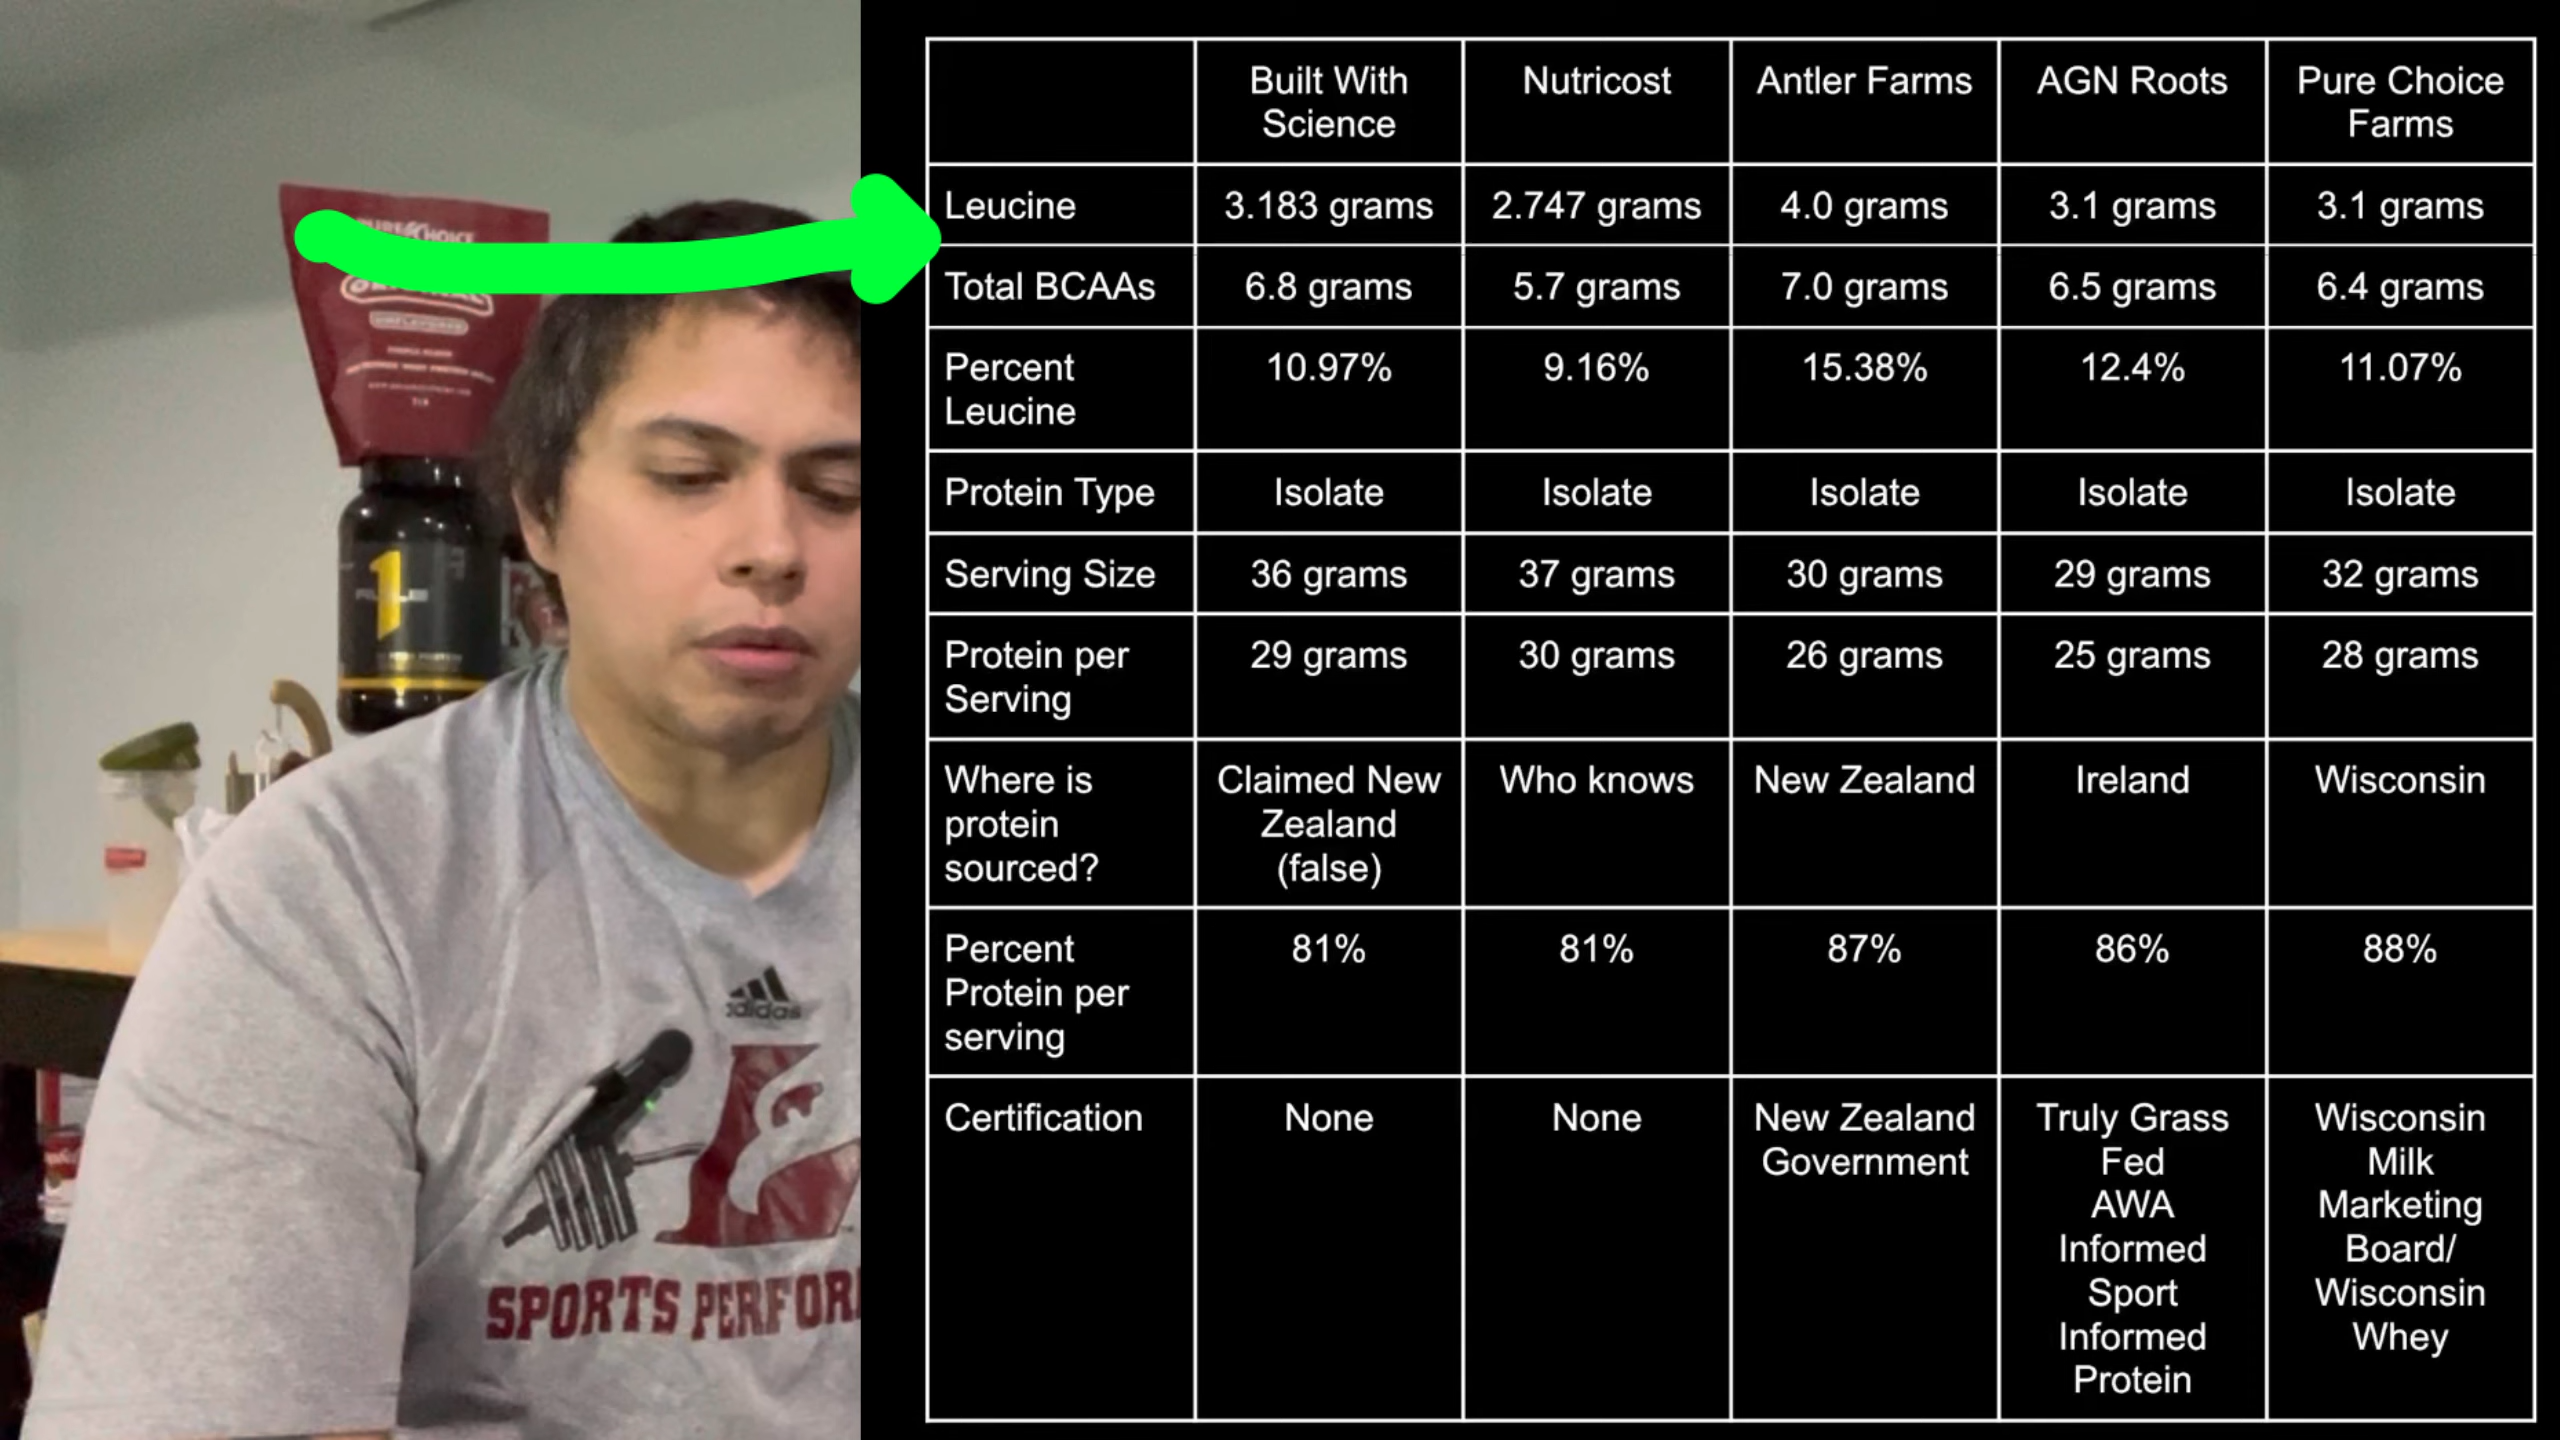 PURE CHOICE
ORIGINAL
UNFLAVORED
1
RULE
adidas
L
SPORTS PERFOR
Built With Science
Nutricost
Antler Farms
AGN Roots
Pure Choice Farms
Leucine
3.183 grams
2.747 grams
4.0 grams
3.1 grams
3.1 grams
Total BCAAs
6.8 grams
5.7 grams
7.0 grams
6.5 grams
6.4 grams
Percent Leucine
10.97%
9.16%
15.38%
12.4%
11.07%
Protein Type
Isolate
Isolate
Isolate
Isolate
Isolate
Serving Size
36 grams
37 grams
30 grams
29 grams
32 grams
Protein per Serving
29 grams
30 grams
26 grams
25 grams
28 grams
Where is protein sourced?
Claimed New Zealand (false)
Who knows
New Zealand
Ireland
Wisconsin
Percent Protein per serving
81%
81%
87%
86%
88%
Certification
None
None
New Zealand Government
Truly Grass Fed
AWA
Informed Sport
Informed Protein
Wisconsin Milk Marketing Board/ Wisconsin Whey